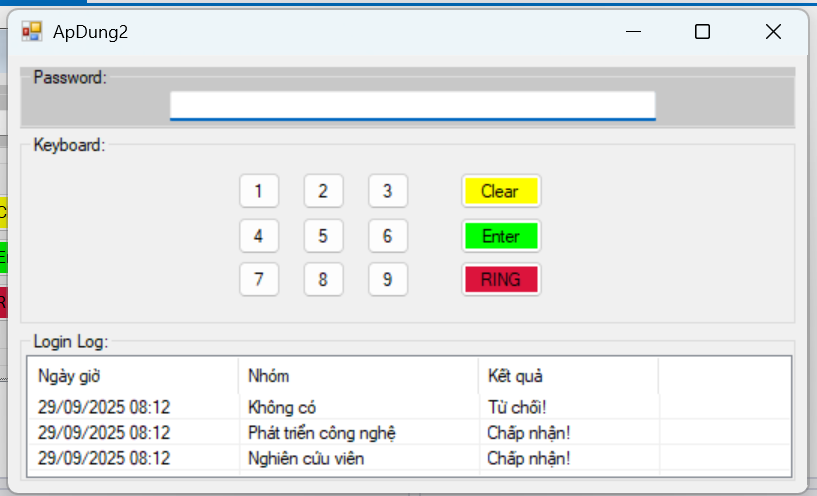 ApDung2
Password:
Keyboard:
1 2 3 Clear
4 5 6 Enter
7 8 9 RING
Login Log:
Ngày giờ Nhóm Kết quả
29/09/2025 08:12 Không có Từ chối!
29/09/2025 08:12 Phát triển công nghệ Chấp nhận!
29/09/2025 08:12 Nghiên cứu viên Chấp nhận!